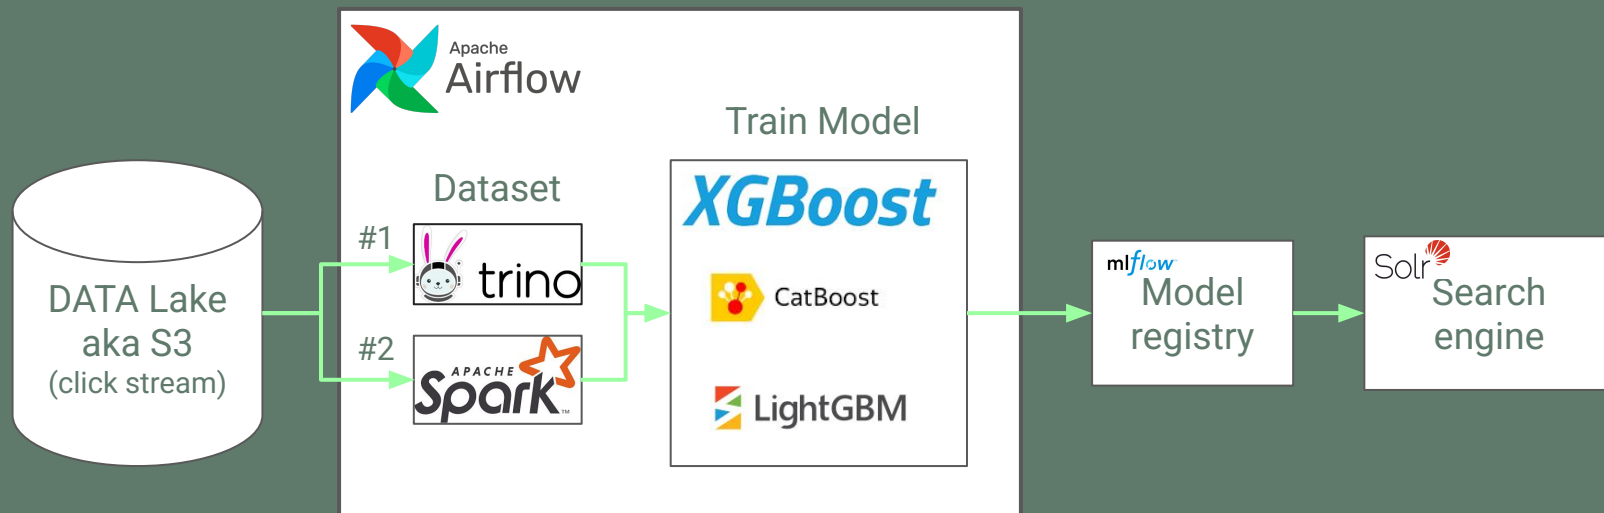 Apache
Airflow
Train Model
Dataset
XGBoost
#1
trino
CatBoost
DATA Lake
aka S3
(click stream)
#2
APACHE
Spark™
LightGBM
mlflow
Model
registry
Solr
Search
engine